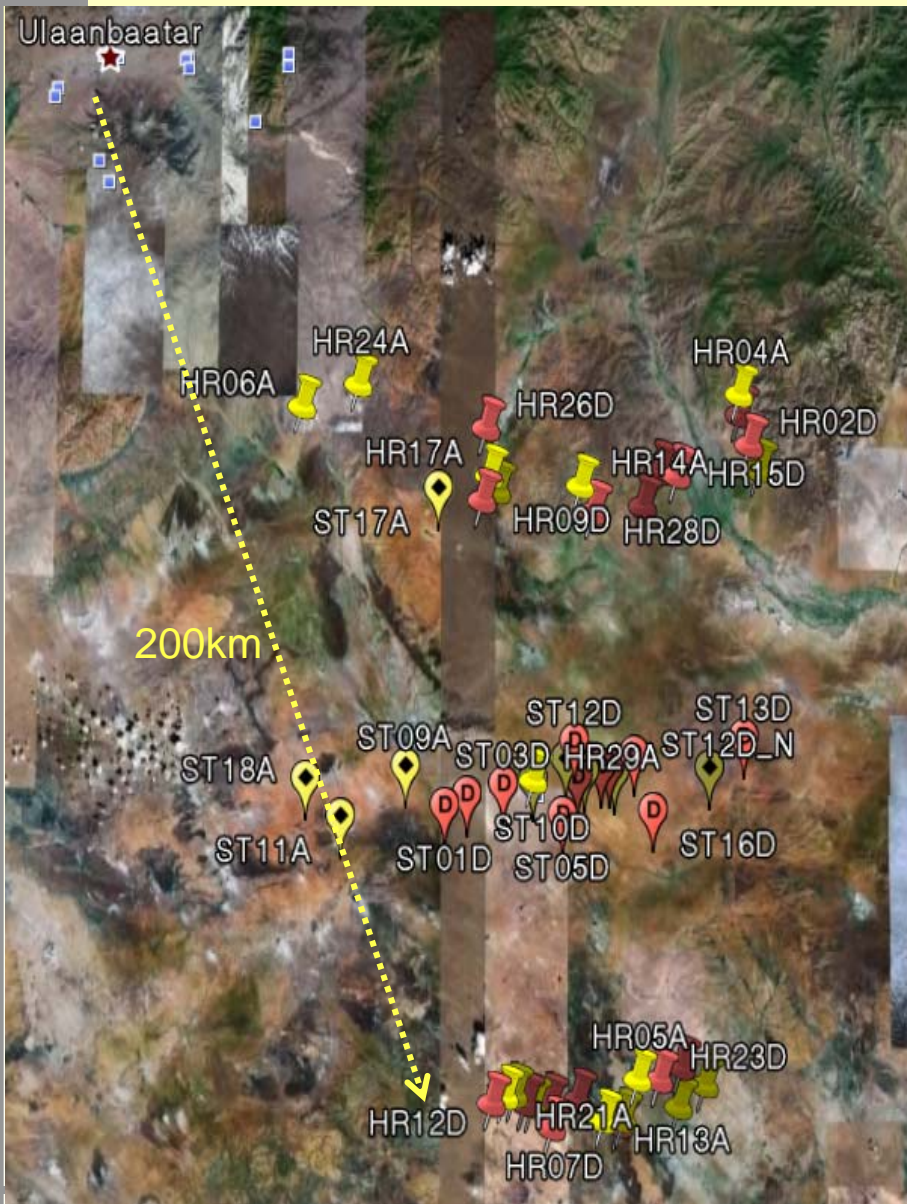 Ulaanbaatar
HR24A
HR04A
HR06A
HR26D
HR02D
HR17A
HR14A
HR15D
ST17A
HR09D
HR28D
200km
ST12D
ST13D
ST09A
ST03D
HR29A
ST12D_N
ST18A
D
D
D
D
D
D
D
D
ST10D
ST11A
ST01D
ST05D
ST16D
HR05A
HR23D
HR12D
HR21A
HR13A
HR07D